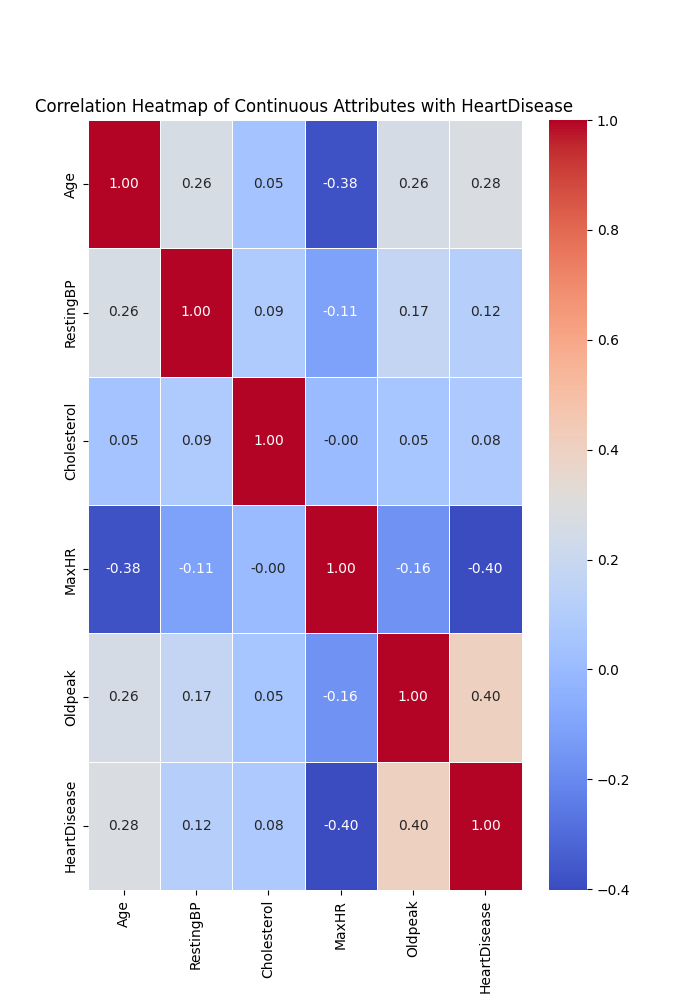 Correlation Heatmap of Continuous Attributes with HeartDisease
Age 1.00 0.26 0.05 -0.38 0.26 0.28
RestingBP 0.26 1.00 0.09 -0.11 0.17 0.12
Cholesterol 0.05 0.09 1.00 -0.00 0.05 0.08
MaxHR -0.38 -0.11 -0.00 1.00 -0.16 -0.40
Oldpeak 0.26 0.17 0.05 -0.16 1.00 0.40
HeartDisease 0.28 0.12 0.08 -0.40 0.40 1.00
Age RestingBP Cholesterol MaxHR Oldpeak HeartDisease
1.0
0.8
0.6
0.4
0.2
0.0
−0.2
−0.4